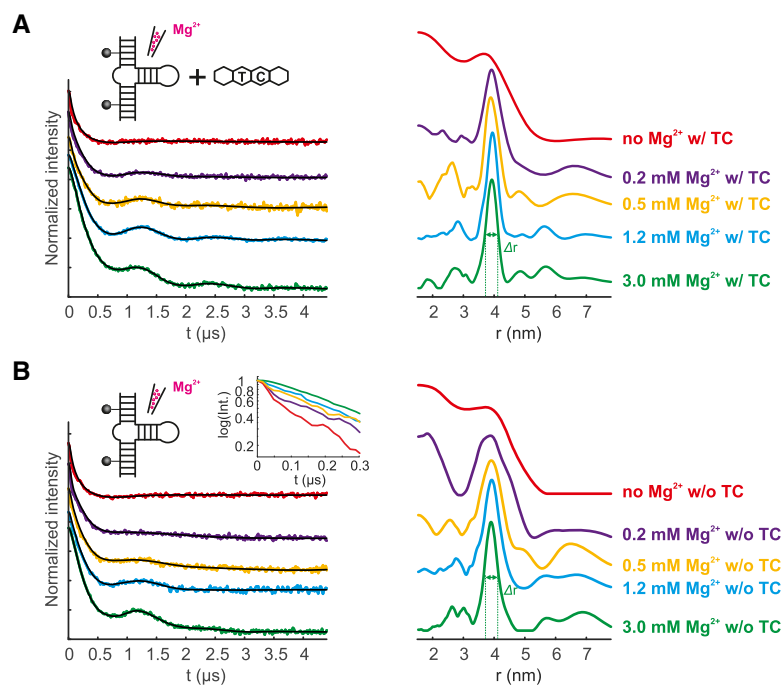 A
Mg²⁺
+ T C
Normalized intensity
0 0.5 1 1.5 2 2.5 3 3.5 4
t (µs)
Δr
2 3 4 5 6 7
r (nm)
no Mg²⁺ w/ TC
0.2 mM Mg²⁺ w/ TC
0.5 mM Mg²⁺ w/ TC
1.2 mM Mg²⁺ w/ TC
3.0 mM Mg²⁺ w/ TC
B
Mg²⁺
log(Int.)
1
0.8
0.6
0.4
0.2
0 0.1 0.2 0.3
t (µs)
Normalized intensity
0 0.5 1 1.5 2 2.5 3 3.5 4
t (µs)
Δr
2 3 4 5 6 7
r (nm)
no Mg²⁺ w/o TC
0.2 mM Mg²⁺ w/o TC
0.5 mM Mg²⁺ w/o TC
1.2 mM Mg²⁺ w/o TC
3.0 mM Mg²⁺ w/o TC